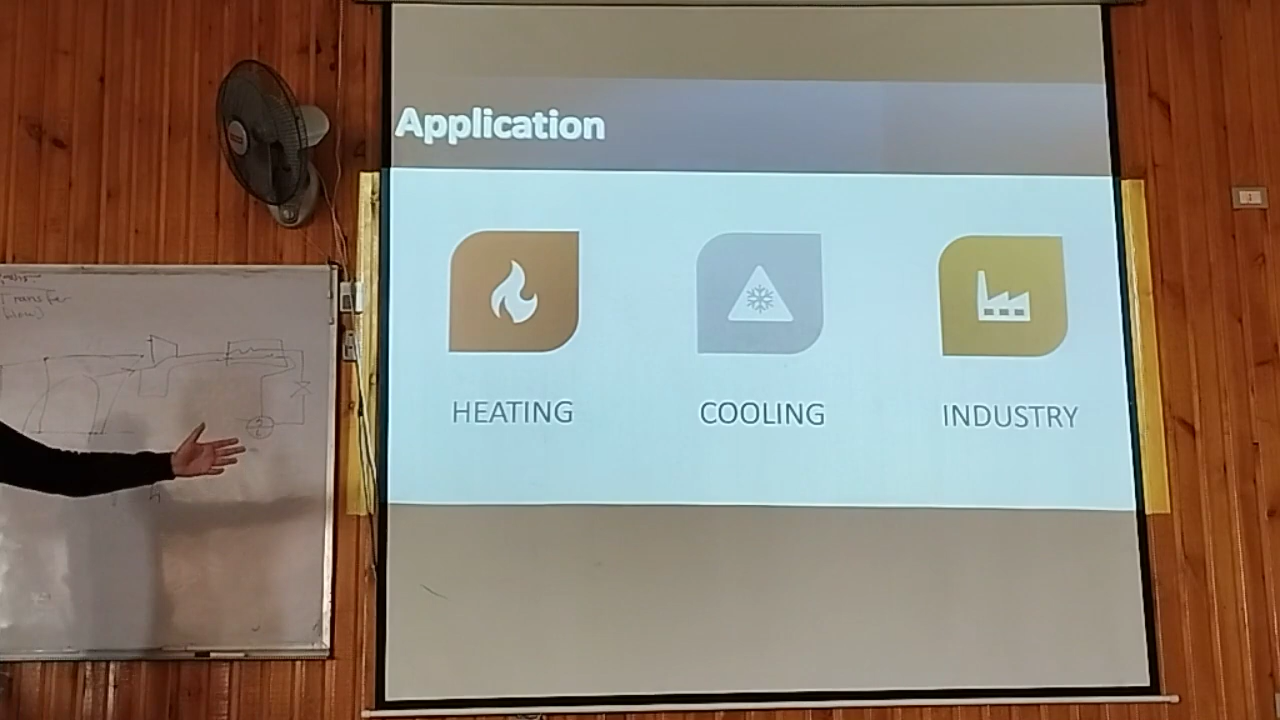 Application
HEATING
COOLING
INDUSTRY
Transfer